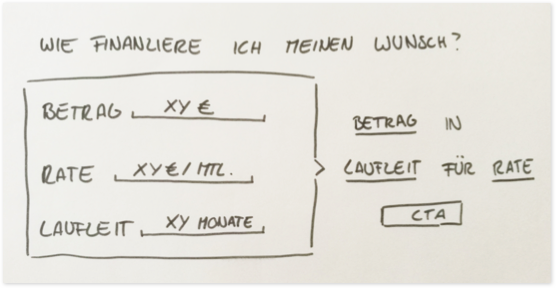 WIE FINANZIERE ICH MEINEN WUNSCH?
BETRAG XY €
RATE XY € / MTL.
LAUFZEIT XY MONATE
BETRAG IN
LAUFZEIT FÜR RATE
CTA